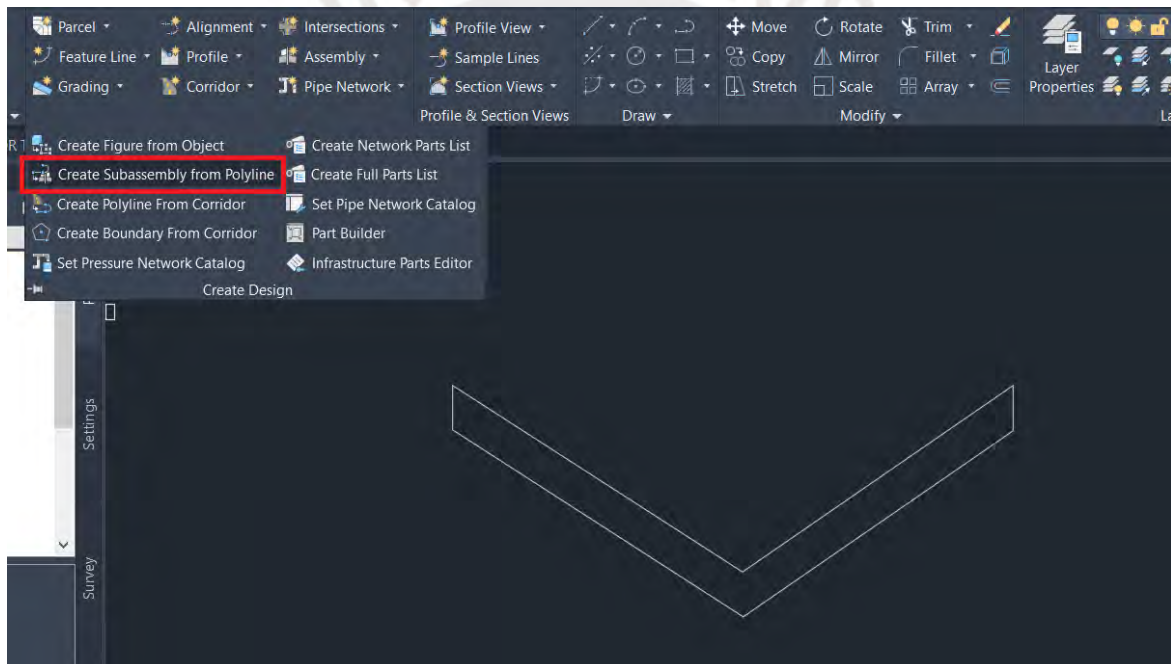 Parcel Alignment Intersections Profile View Move Rotate Trim
Feature Line Profile Assembly Sample Lines Copy Mirror Fillet
Grading Corridor Pipe Network Section Views Stretch Scale Array
Layer
Properties
Profile & Section Views Draw Modify
Create Figure from Object Create Network Parts List
Create Subassembly from Polyline Create Full Parts List
Create Polyline From Corridor Set Pipe Network Catalog
Create Boundary From Corridor Part Builder
Set Pressure Network Catalog Infrastructure Parts Editor
Create Design
Settings
Survey